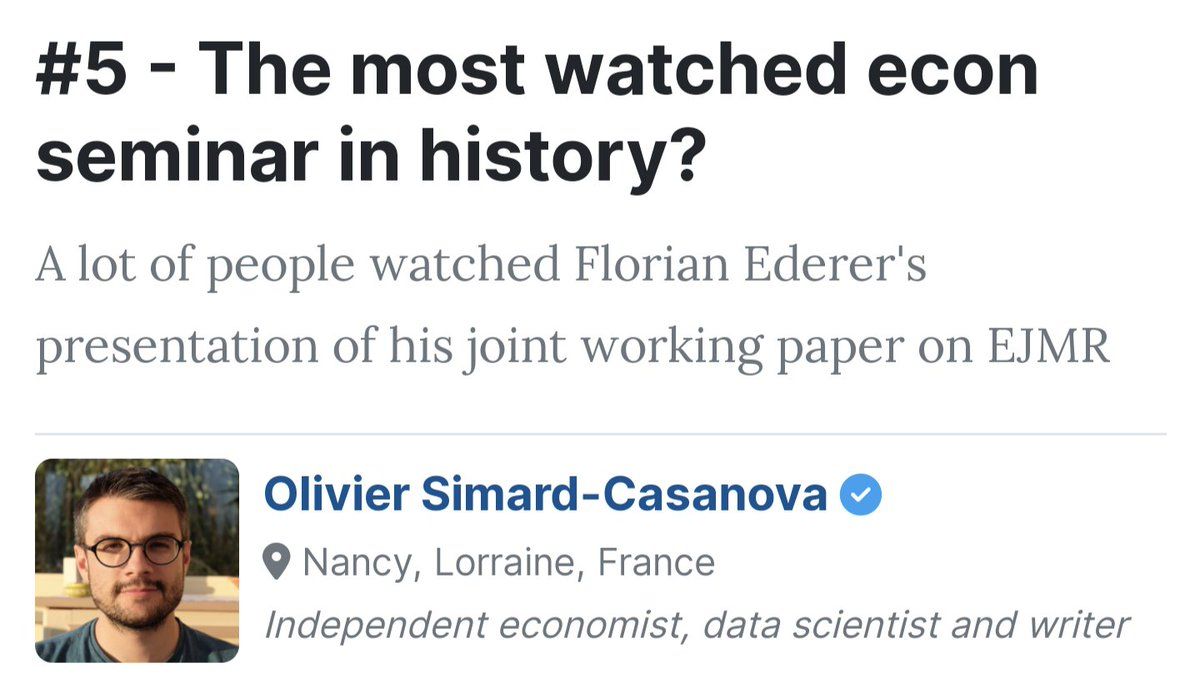 #5 - The most watched econ
seminar in history?
A lot of people watched Florian Ederer's
presentation of his joint working paper on EJMR
Olivier Simard-Casanova
Nancy, Lorraine, France
Independent economist, data scientist and writer